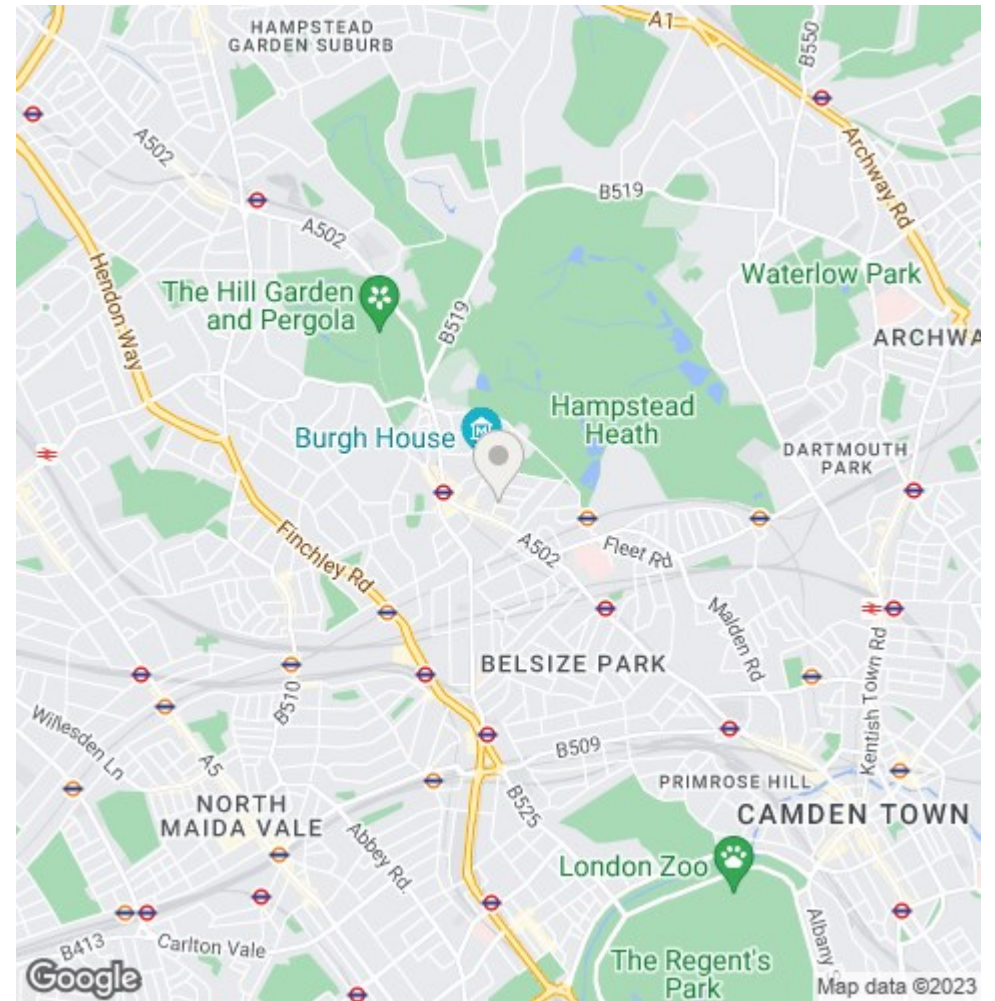 HAMPSTEAD
GARDEN SUBURB
A1
B550
A502
B519
Archway Rd
A502
Hendon Way
The Hill Garden
and Pergola
B519
Waterlow Park
ARCHWA
Burgh House
M
Hampstead
Heath
DARTMOUTH
PARK
Finchley Rd
A502
Fleet Rd
Malden Rd
BELSIZE PARK
Kentish Town Rd
B510
Willesden Ln
A5
B509
PRIMROSE HILL
NORTH
MAIDA VALE
B525
CAMDEN TOWN
Abbey Rd.
London Zoo
Albany
B413
Carlton Vale
The Regent's
Park
Google
Map data ©2023